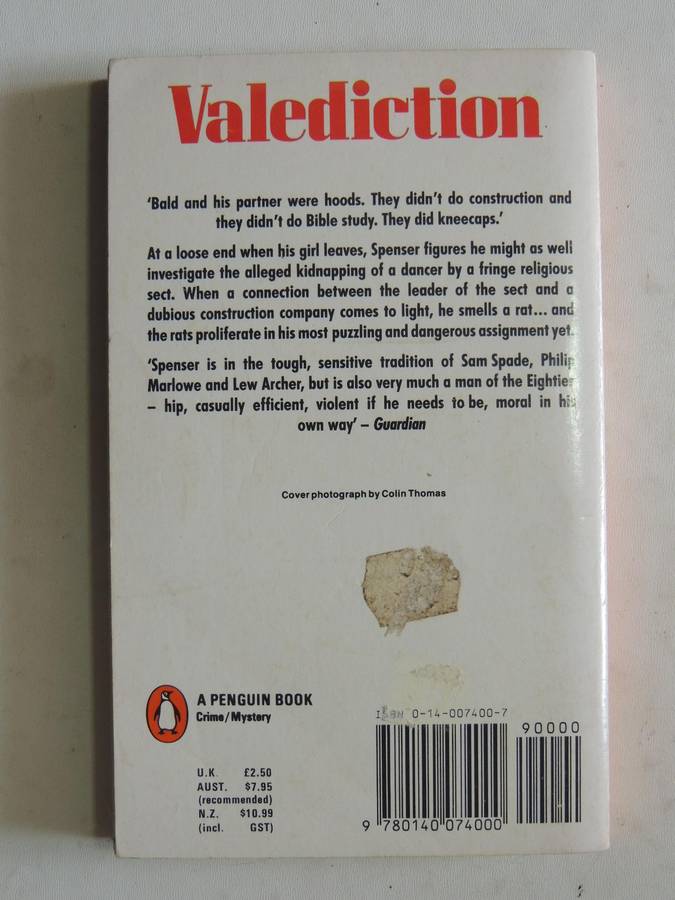 Valediction
‘Bald and his partner were hoods. They didn’t do construction and
they didn’t do Bible study. They did kneecaps.’
At a loose end when his girl leaves, Spenser figures he might as well
investigate the alleged kidnapping of a dancer by a fringe religious
sect. When a connection between the leader of the sect and a
dubious construction company comes to light, he smells a rat... and
the rats proliferate in his most puzzling and dangerous assignment yet.
‘Spenser is in the tough, sensitive tradition of Sam Spade, Philip
Marlowe and Lew Archer, but is also very much a man of the Eighties
– hip, casually efficient, violent if he needs to be, moral in his
own way’ – Guardian
Cover photograph by Colin Thomas
A PENGUIN BOOK
Crime/Mystery
ISBN 0-14-007400-7
90000
U.K. £2.50
AUST. $7.95
(recommended)
N.Z. $10.99
(incl. GST)
9 780140 074000